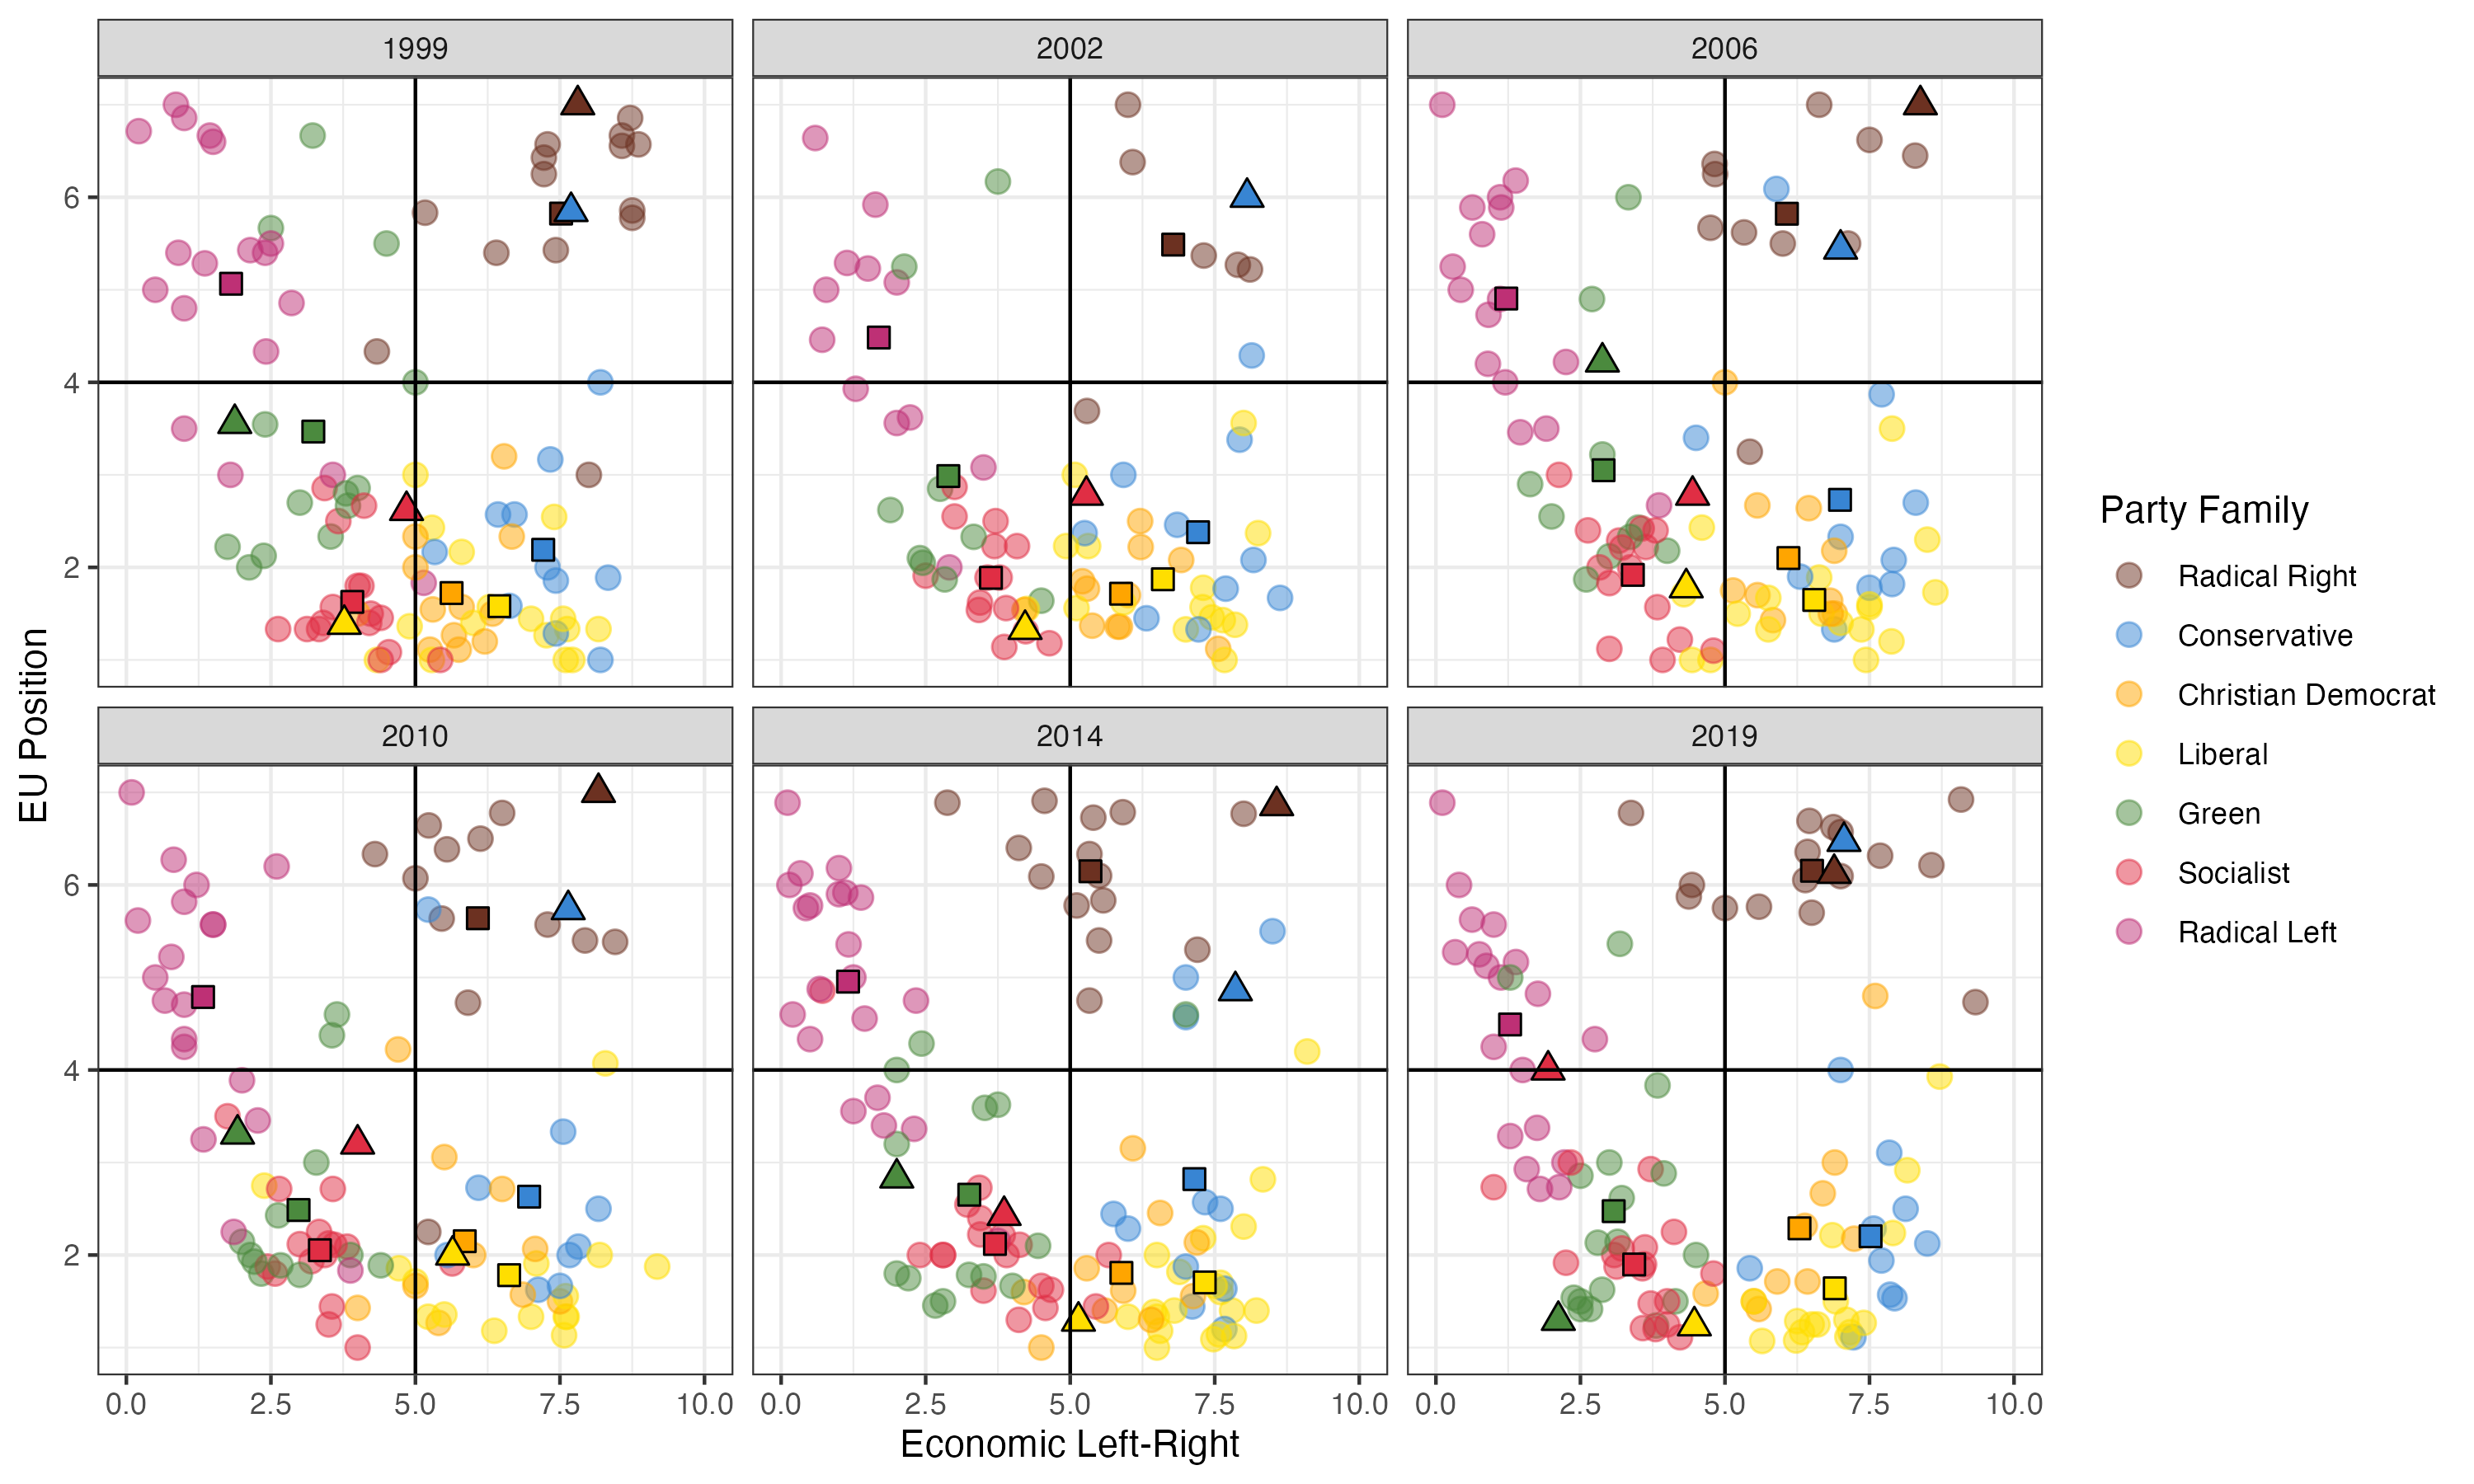 1999
2002
2006
6
4
2
2010
2014
2019
6
4
2
0.0 2.5 5.0 7.5 10.0
0.0 2.5 5.0 7.5 10.0
0.0 2.5 5.0 7.5 10.0
Economic Left-Right
EU Position
Party Family
Radical Right
Conservative
Christian Democrat
Liberal
Green
Socialist
Radical Left